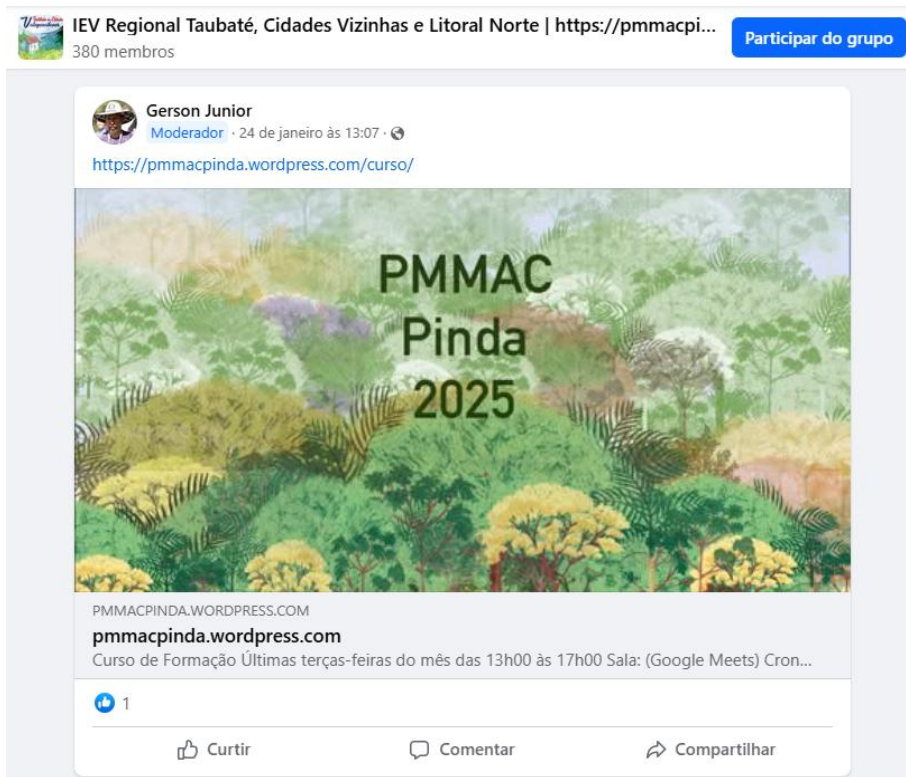 IEV Regional Taubaté, Cidades Vizinhas e Litoral Norte | https://pmmacpi...
380 membros
Participar do grupo
Gerson Junior
Moderador · 24 de janeiro às 13:07 ·
https://pmmacpinda.wordpress.com/curso/
PMMAC
Pinda
2025
PMMACPINDA.WORDPRESS.COM
pmmacpinda.wordpress.com
Curso de Formação Últimas terças-feiras do mês das 13h00 às 17h00 Sala: (Google Meets) Cron...
1
Curtir
Comentar
Compartilhar